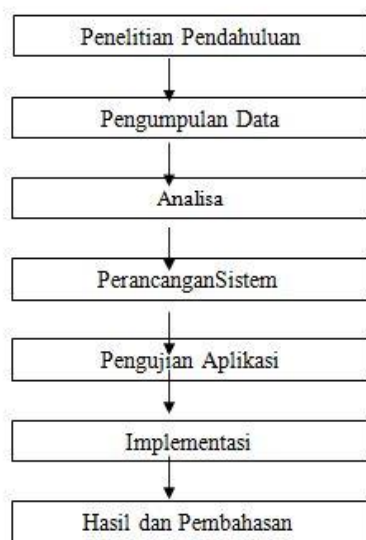 Penelitian Pendahuluan
Pengumpulan Data
Analisa
PerancanganSistem
Pengujian Aplikasi
Implementasi
Hasil dan Pembahasan